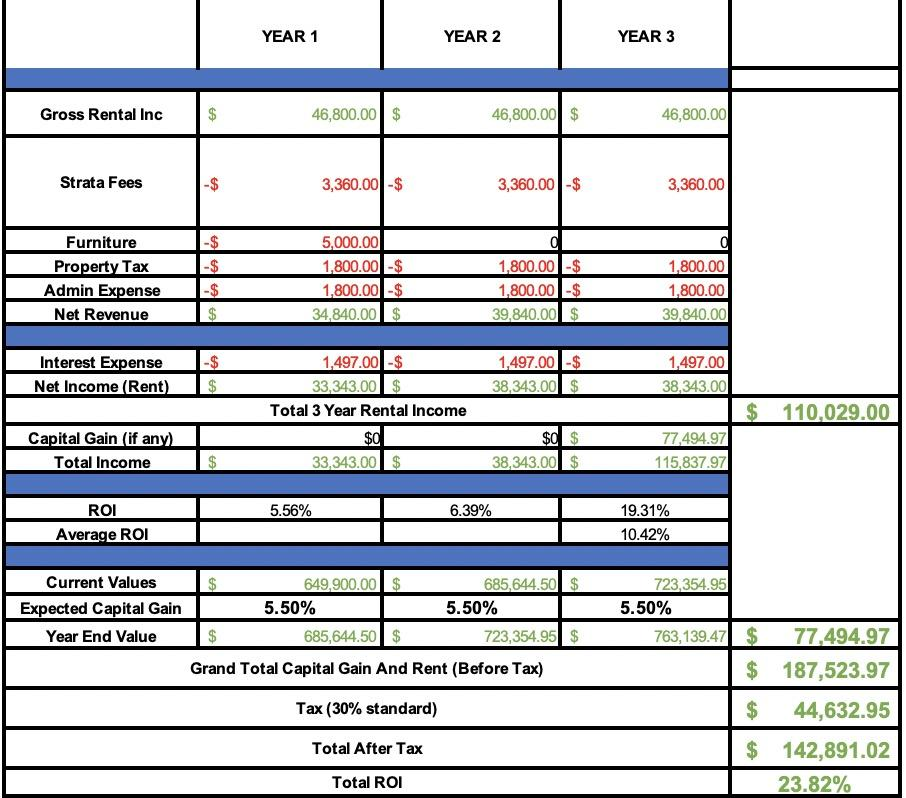 YEAR 1 YEAR 2 YEAR 3
Gross Rental Inc $ 46,800.00 $ 46,800.00 $ 46,800.00
Strata Fees -$ 3,360.00 -$ 3,360.00 -$ 3,360.00
Furniture -$ 5,000.00 0 0
Property Tax -$ 1,800.00 -$ 1,800.00 -$ 1,800.00
Admin Expense -$ 1,800.00 -$ 1,800.00 -$ 1,800.00
Net Revenue $ 34,840.00 $ 39,840.00 $ 39,840.00
Interest Expense -$ 1,497.00 -$ 1,497.00 -$ 1,497.00
Net Income (Rent) $ 33,343.00 $ 38,343.00 $ 38,343.00
Total 3 Year Rental Income $ 110,029.00
Capital Gain (if any) $0 $0 $ 77,494.97
Total Income $ 33,343.00 $ 38,343.00 $ 115,837.97
ROI 5.56% 6.39% 19.31%
Average ROI 10.42%
Current Values $ 649,900.00 $ 685,644.50 $ 723,354.95
Expected Capital Gain 5.50% 5.50% 5.50%
Year End Value $ 685,644.50 $ 723,354.95 $ 763,139.47 $ 77,494.97
Grand Total Capital Gain And Rent (Before Tax) $ 187,523.97
Tax (30% standard) $ 44,632.95
Total After Tax $ 142,891.02
Total ROI 23.82%